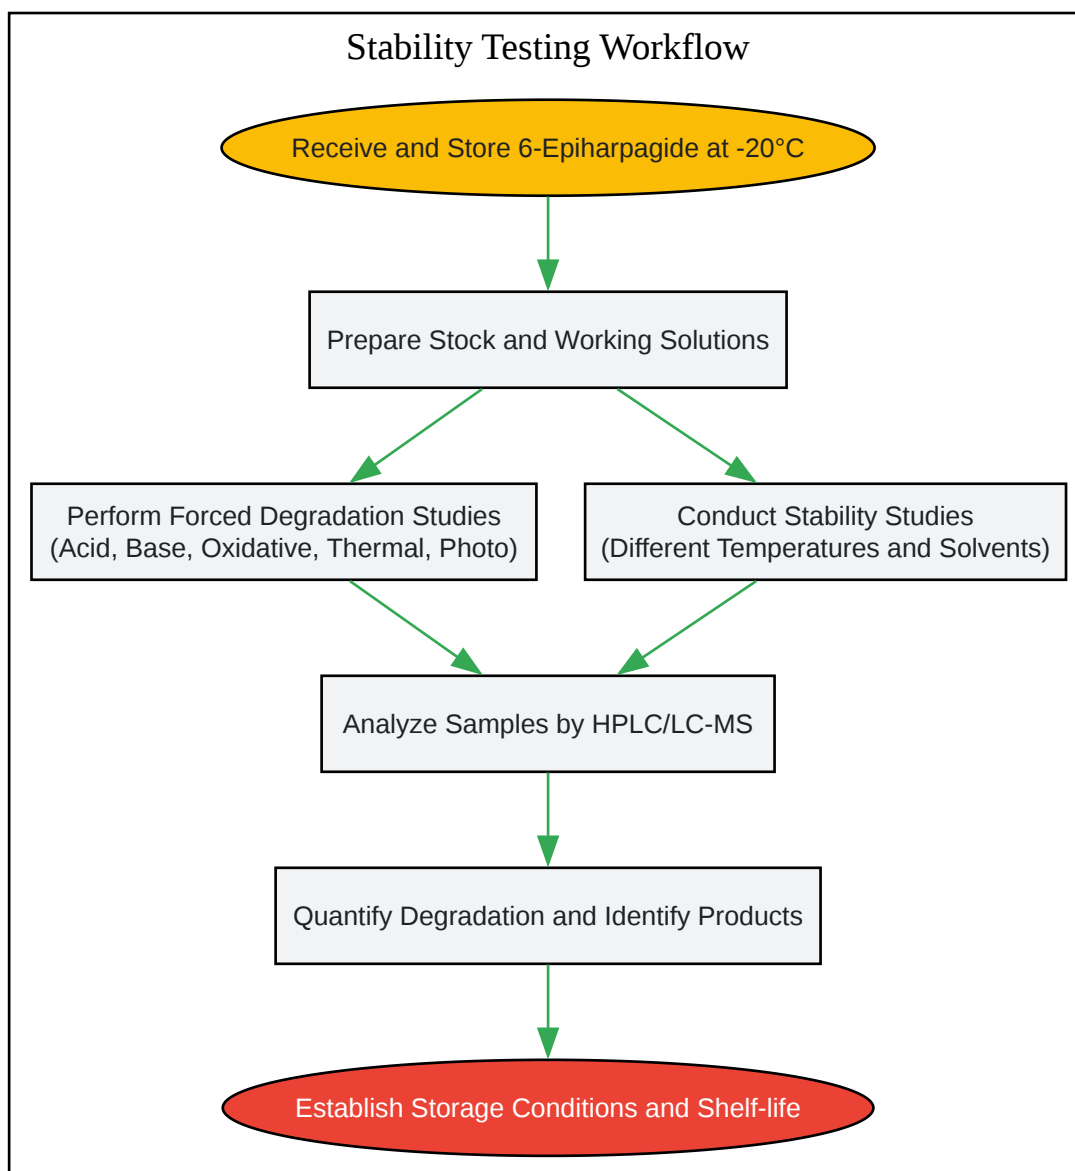 Stability Testing Workflow
Receive and Store 6-Epiharpagide at -20°C
Prepare Stock and Working Solutions
Perform Forced Degradation Studies
(Acid, Base, Oxidative, Thermal, Photo)
Conduct Stability Studies
(Different Temperatures and Solvents)
Analyze Samples by HPLC/LC-MS
Quantify Degradation and Identify Products
Establish Storage Conditions and Shelf-life